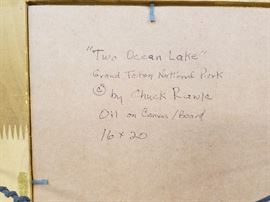 "Two Ocean Lake"
Grand Teton National Park
© by Chuck Rawle
Oil on Canvas/Board
16 x 20